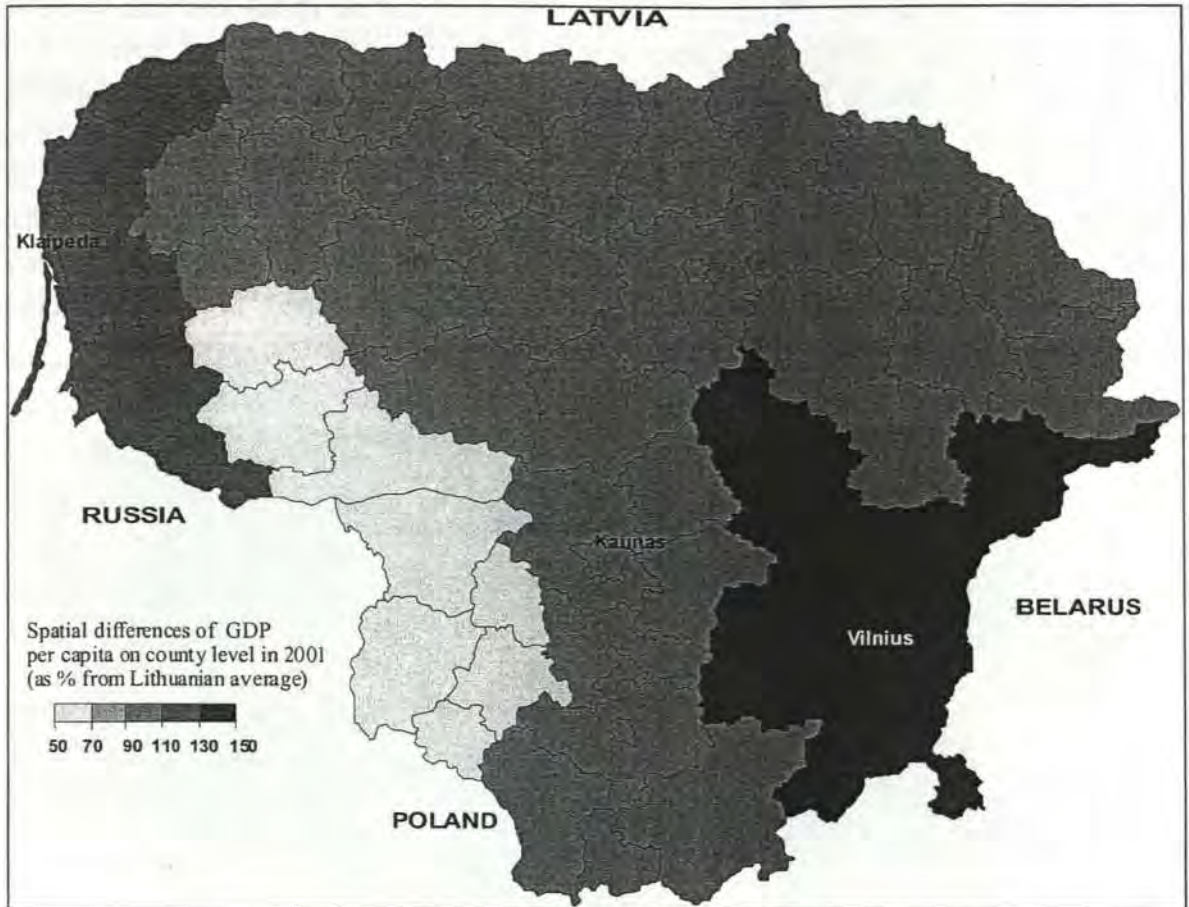 LATVIA
Klaipeda
RUSSIA
Kaunas
BELARUS
Vilnius
Spatial differences of GDP
per capita on county level in 2001
(as % from Lithuanian average)
50 70 90 110 130 150
POLAND